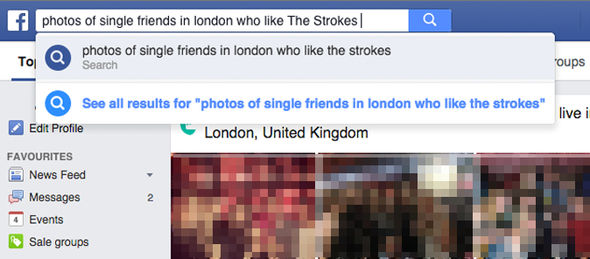 f
photos of single friends in london who like The Strokes
photos of single friends in london who like the strokes
Search
See all results for "photos of single friends in london who like the strokes"
To
oups
live i
London, United Kingdom
Edit Profile
FAVOURITES
News Feed
Messages 2
4 Events
Sale groups